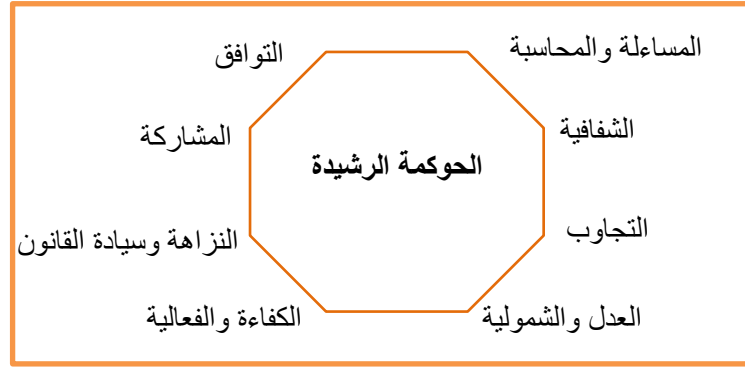 المساءلة والمحاسبة
التوافق
الشفافية
المشاركة
الحوكمة الرشيدة
التجاوب
النزاهة وسيادة القانون
العدل والشمولية
الكفاءة والفعالية